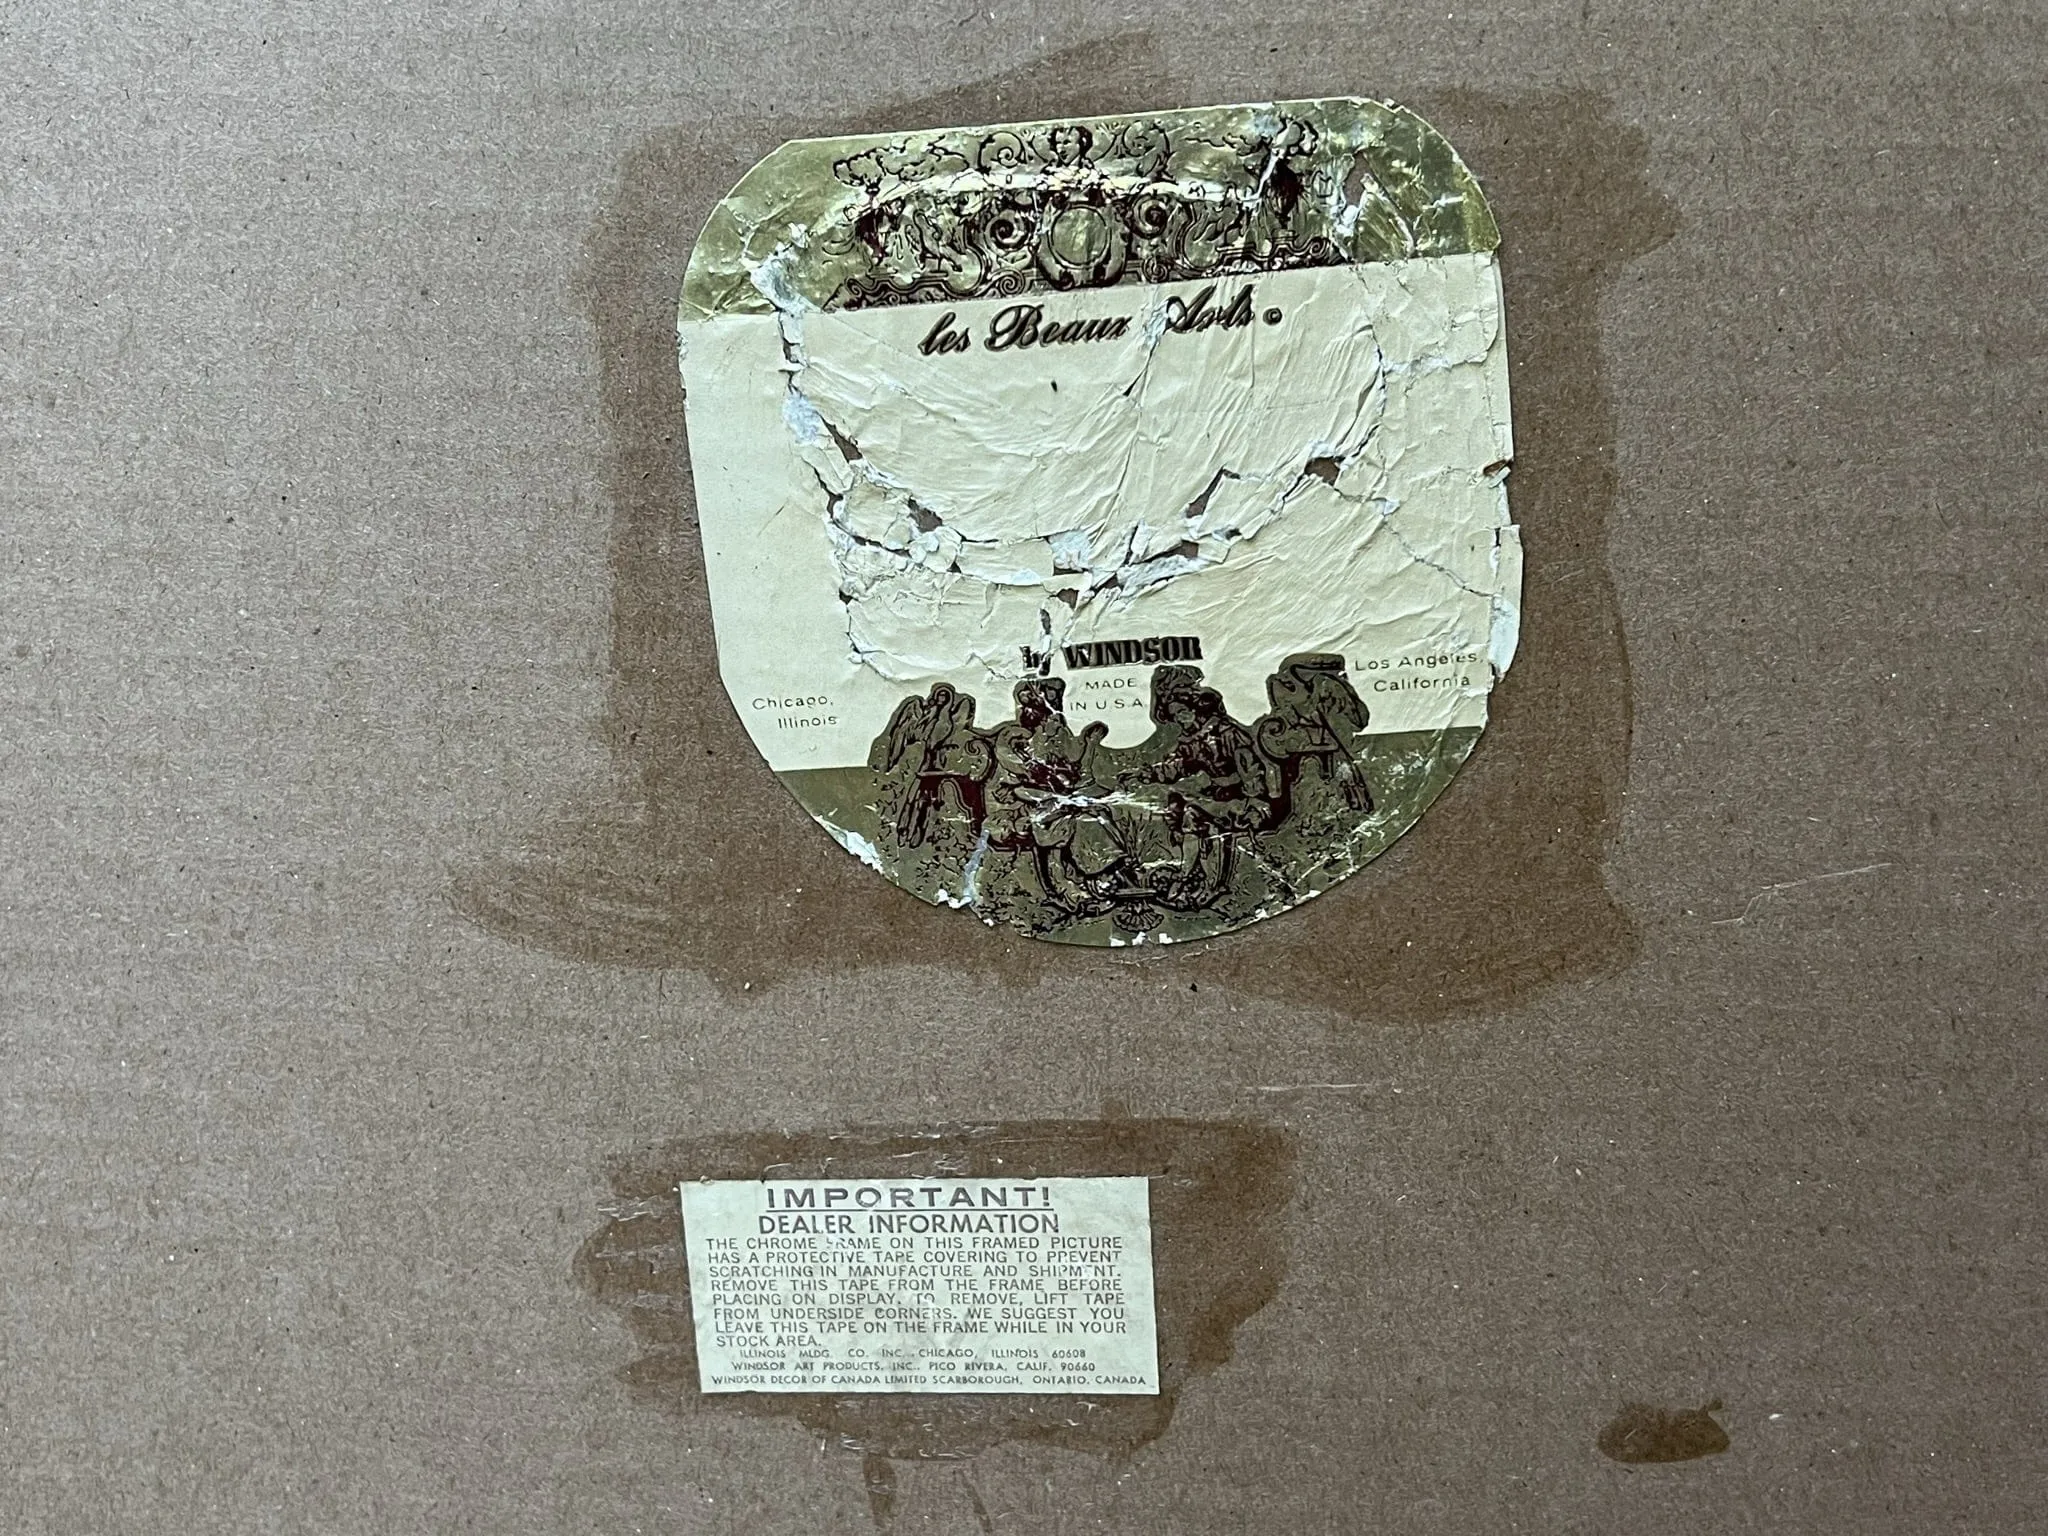 les Beaux Arts ©
by WINDSOR
MADE
IN U.S.A.
Chicago,
Illinois
Los Angeles,
California
IMPORTANT!
DEALER INFORMATION
THE CHROME FRAME ON THIS FRAMED PICTURE
HAS A PROTECTIVE TAPE COVERING TO PREVENT
SCRATCHING IN MANUFACTURE AND SHIPMENT.
REMOVE THIS TAPE FROM THE FRAME BEFORE
PLACING ON DISPLAY. TO REMOVE, LIFT TAPE
FROM UNDERSIDE CORNERS. WE SUGGEST YOU
LEAVE THIS TAPE ON THE FRAME WHILE IN YOUR
STOCK AREA.
ILLINOIS MLDG. CO. INC. CHICAGO, ILLINOIS 60608
WINDSOR ART PRODUCTS, INC., PICO RIVERA, CALIF. 90660
WINDSOR DECOR OF CANADA LIMITED SCARBOROUGH, ONTARIO, CANADA